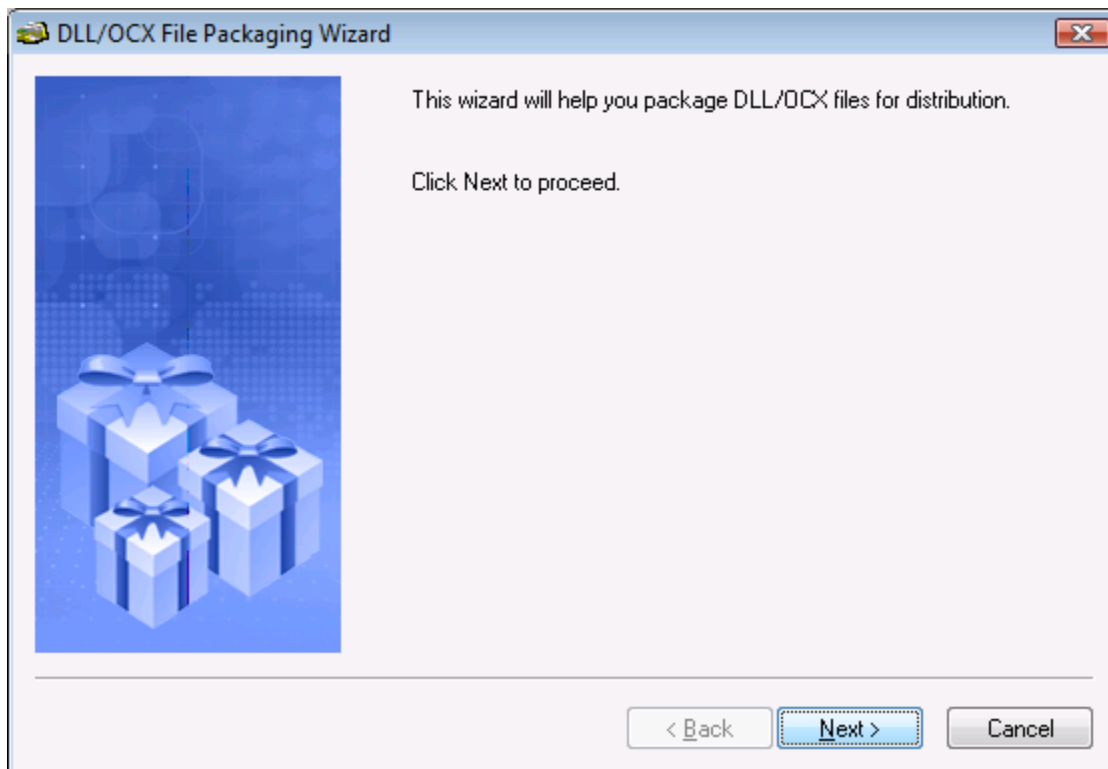 DLL/OCX File Packaging Wizard
This wizard will help you package DLL/OCX files for distribution.
Click Next to proceed.
< Back
Next >
Cancel